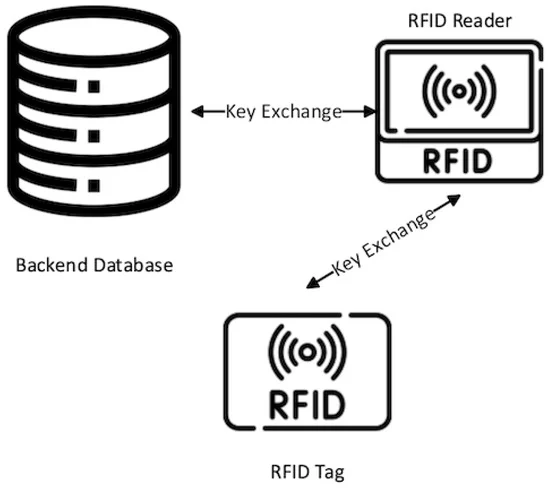 RFID Reader
Key Exchange
RFID
Backend Database
Key Exchange
RFID
RFID Tag